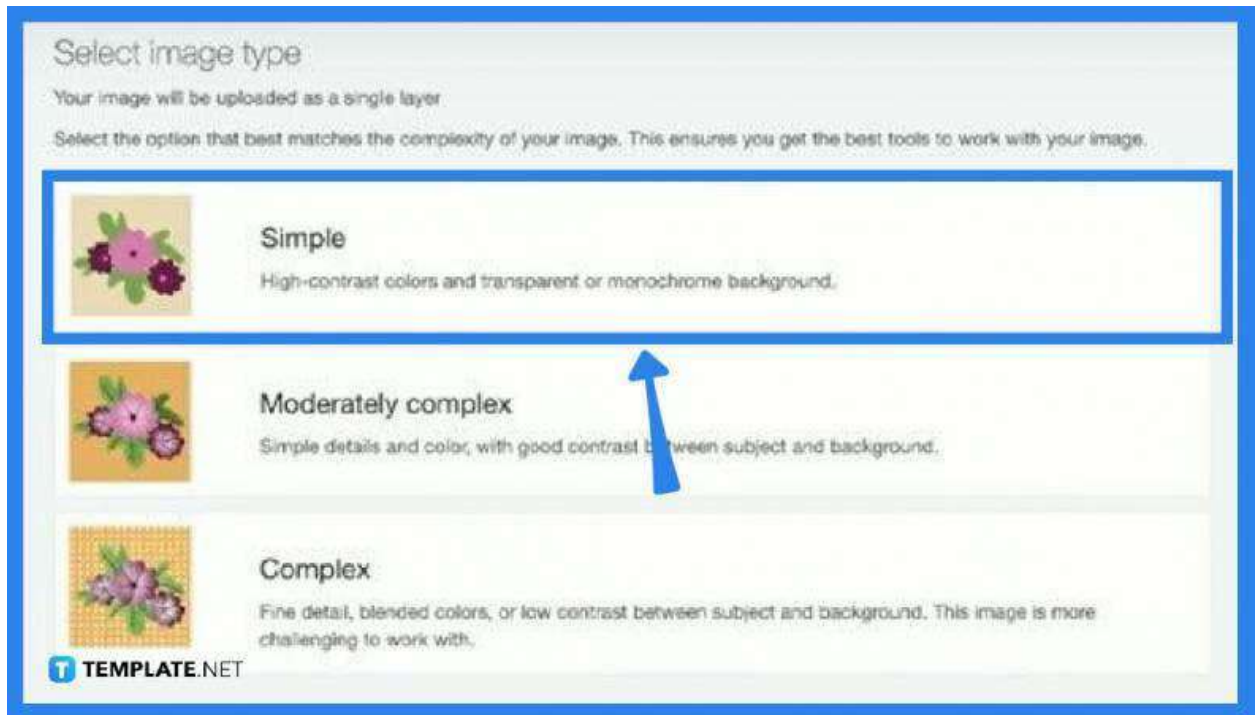 Select image type
Your image will be uploaded as a single layer
Select the option that best matches the complexity of your image. This ensures you get the best tools to work with your image.
Simple
High-contrast colors and transparent or monochrome background.
Moderately complex
Simple details and color, with good contrast between subject and background.
Complex
Fine detail, blended colors, or low contrast between subject and background. This image is more
challenging to work with.
T TEMPLATE.NET